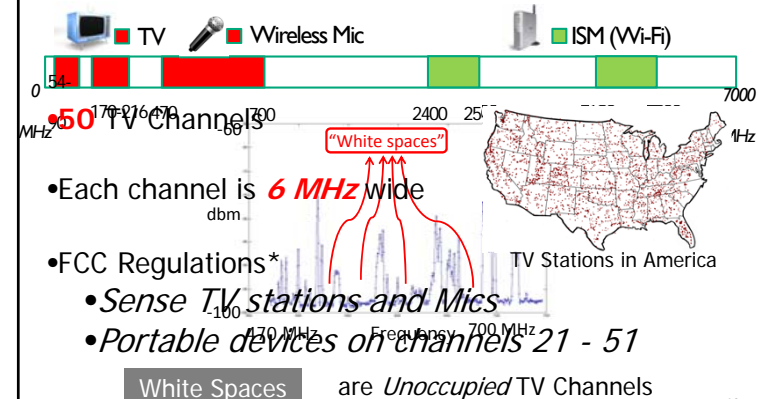 TV Wireless Mic ISM (Wi-Fi)
0 54- 170-216 470 700 2400 7000
MHz 90
•50 TV Channels
-60
"White spaces"
•Each channel is 6 MHz wide
dbm
•FCC Regulations*
TV Stations in America
•Sense TV stations and Mics
-100
470 MHz Frequency 700 MHz
•Portable devices on channels 21 - 51
White Spaces are Unoccupied TV Channels